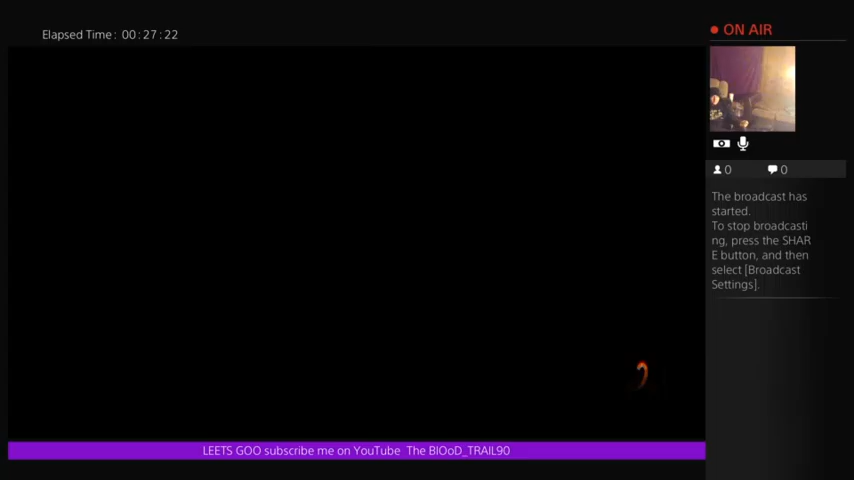 Elapsed Time: 00:27:22
ON AIR
0 0
The broadcast has
started.
To stop broadcasti
ng, press the SHAR
E button, and then
select [Broadcast
Settings].
LEETS GOO subscribe me on YouTube The BlOoD_TRAIL90